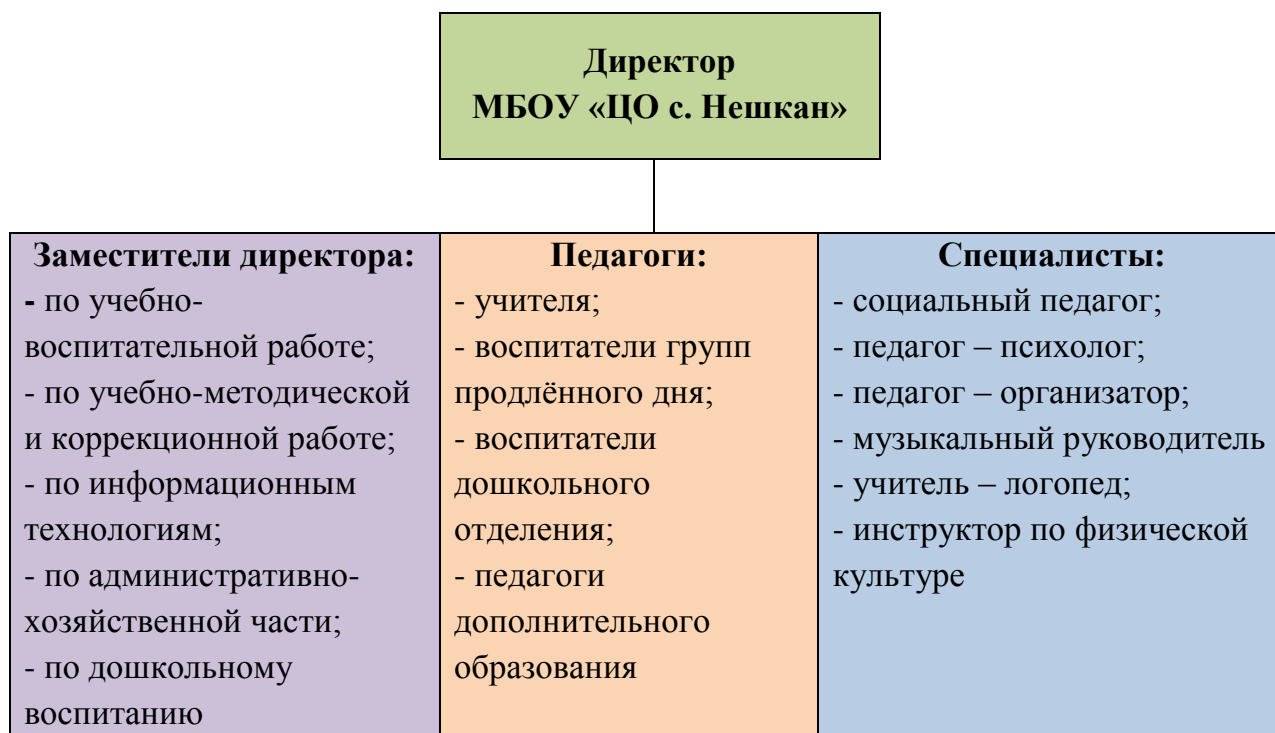 Директор
МБОУ «ЦО с. Нешкан»
Заместители директора:
- по учебно-
воспитательной работе;
- по учебно-методической
и коррекционной работе;
- по информационным
технологиям;
- по административно-
хозяйственной части;
- по дошкольному
воспитанию
Педагоги:
- учителя;
- воспитатели групп
продлённого дня;
- воспитатели
дошкольного
отделения;
- педагоги
дополнительного
образования
Специалисты:
- социальный педагог;
- педагог – психолог;
- педагог – организатор;
- музыкальный руководитель
- учитель – логопед;
- инструктор по физической
культуре